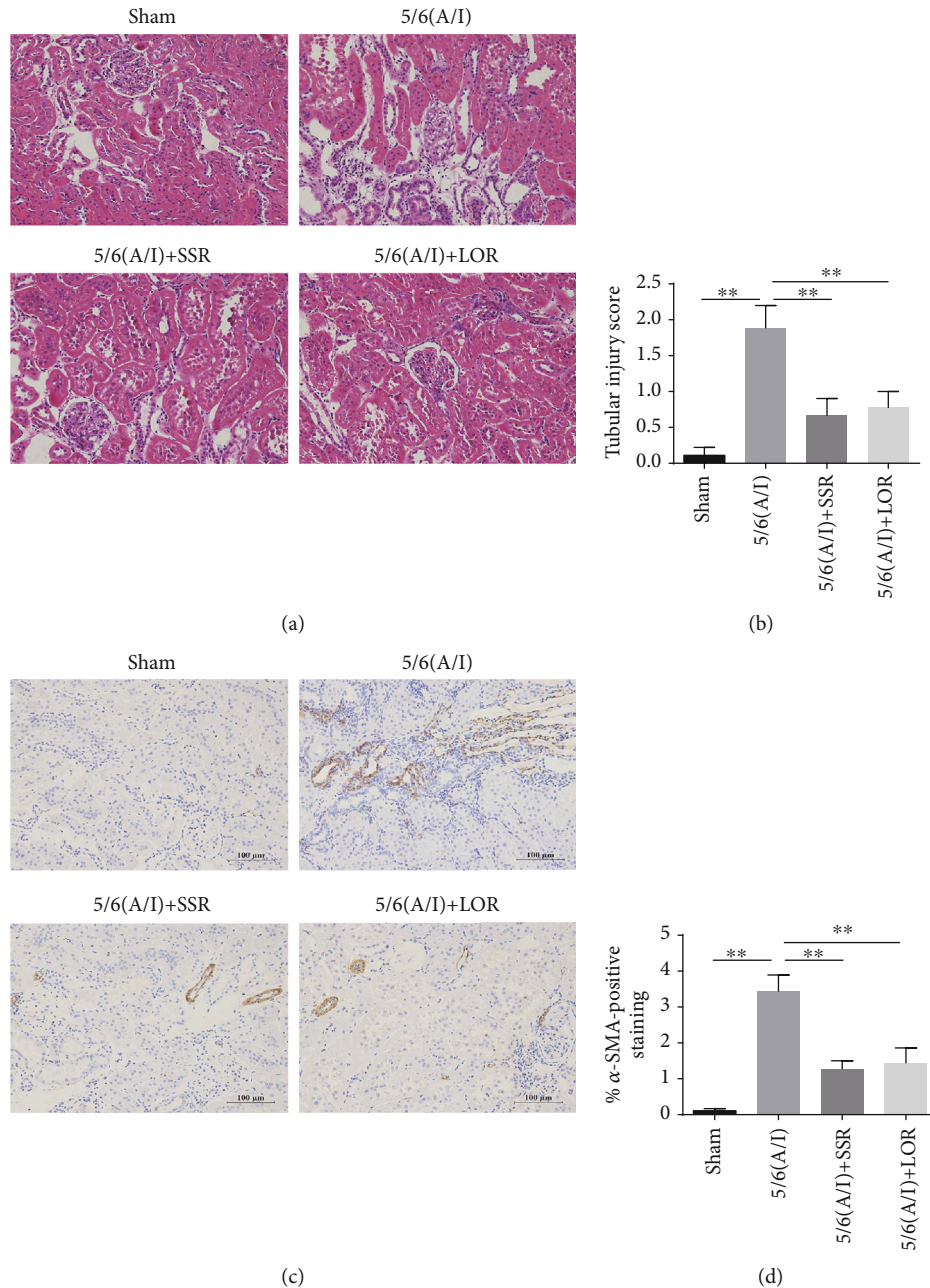 Sham
5/6(A/I)
5/6(A/I)+SSR
5/6(A/I)+LOR
(a)
Tubular injury score
2.5
2.0
1.5
1.0
0.5
0.0
**
**
**
Sham
5/6(A/I)
5/6(A/I)+SSR
5/6(A/I)+LOR
(b)
Sham
5/6(A/I)
100 μm
100 μm
5/6(A/I)+SSR
5/6(A/I)+LOR
100 μm
100 μm
(c)
% α-SMA-positive
staining
5
4
3
2
1
0
**
**
**
Sham
5/6(A/I)
5/6(A/I)+SSR
5/6(A/I)+LOR
(d)